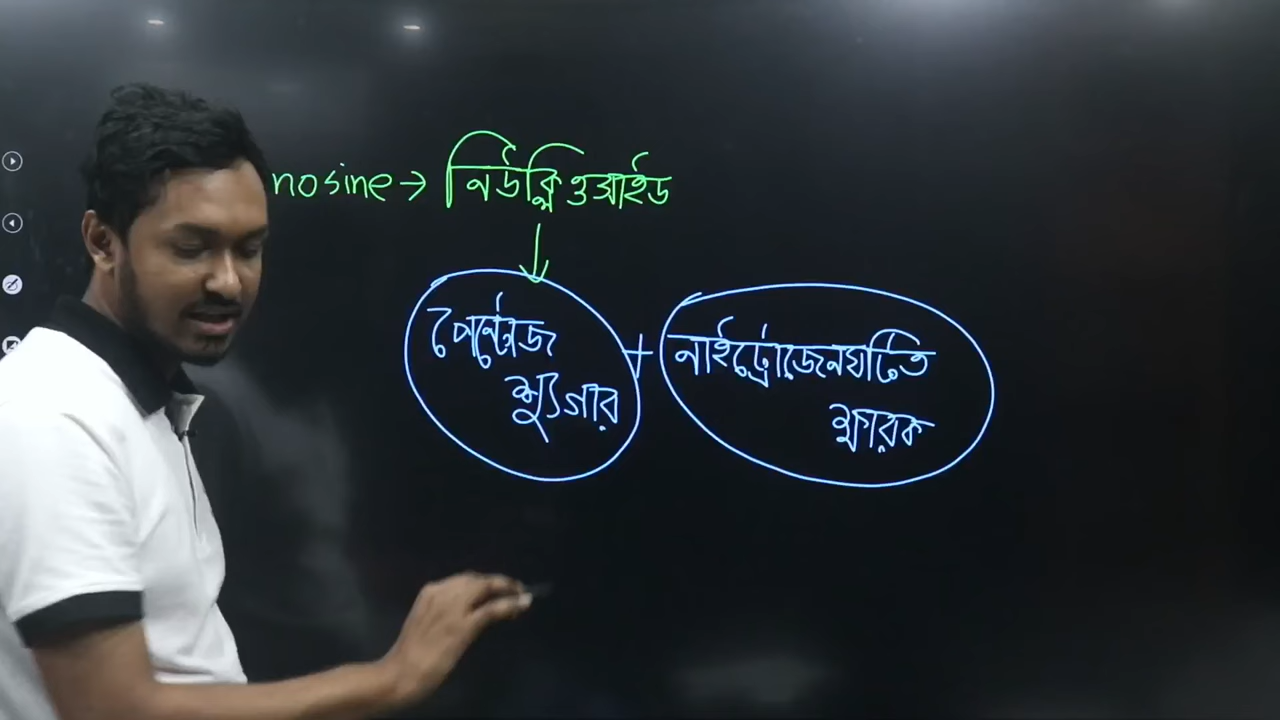 nosine → নিউক্লিওসাইড
↓
পেন্টোজ + নাইট্রোজেনঘটিত
স্যুগার ক্ষারক